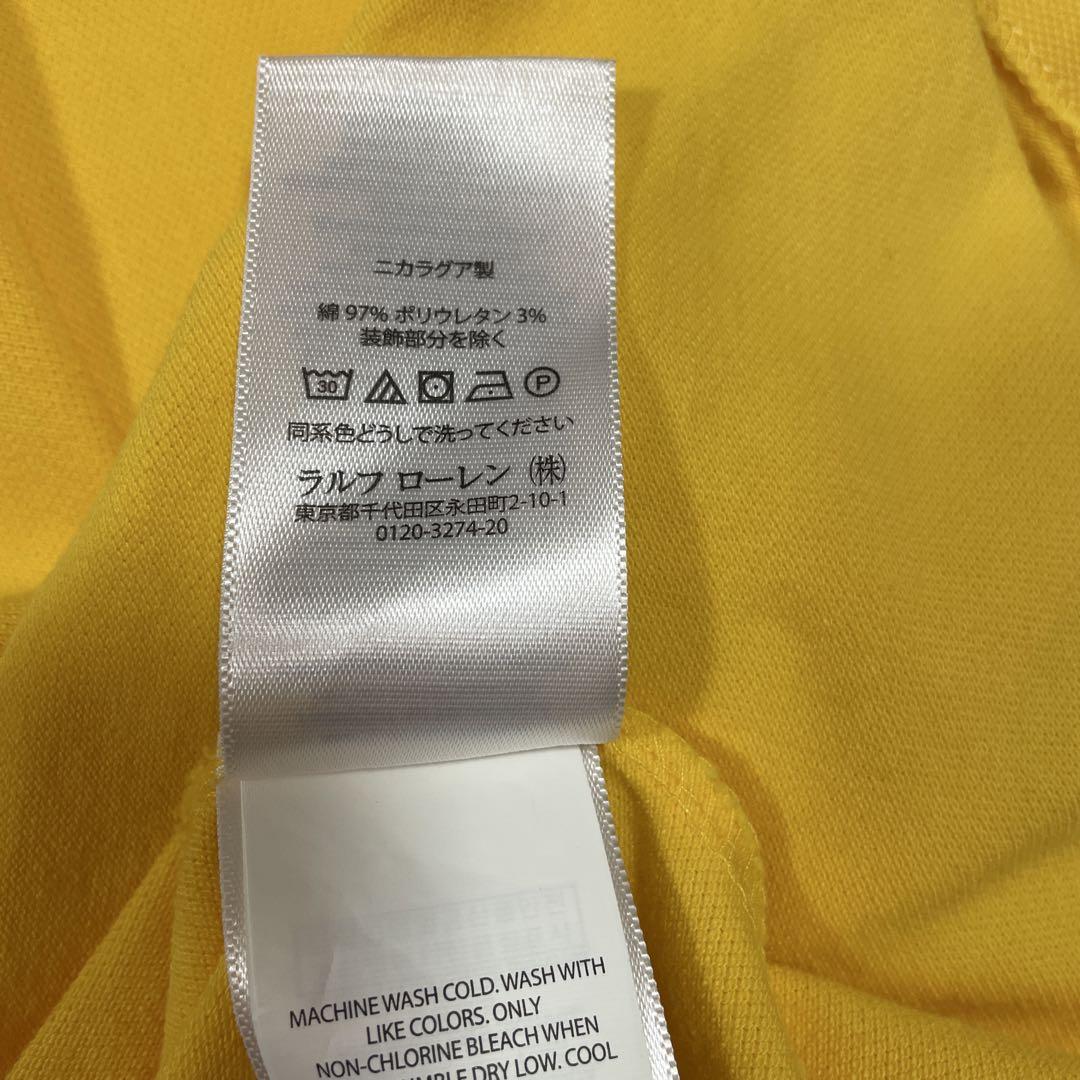 ニカラグア製
綿 97% ポリウレタン 3%
装飾部分を除く
30 P
同系色どうしで洗ってください
ラルフ ローレン (株)
東京都千代田区永田町2-10-1
0120-3274-20
MACHINE WASH COLD. WASH WITH
LIKE COLORS. ONLY
NON-CHLORINE BLEACH WHEN
DRY LOW. COOL